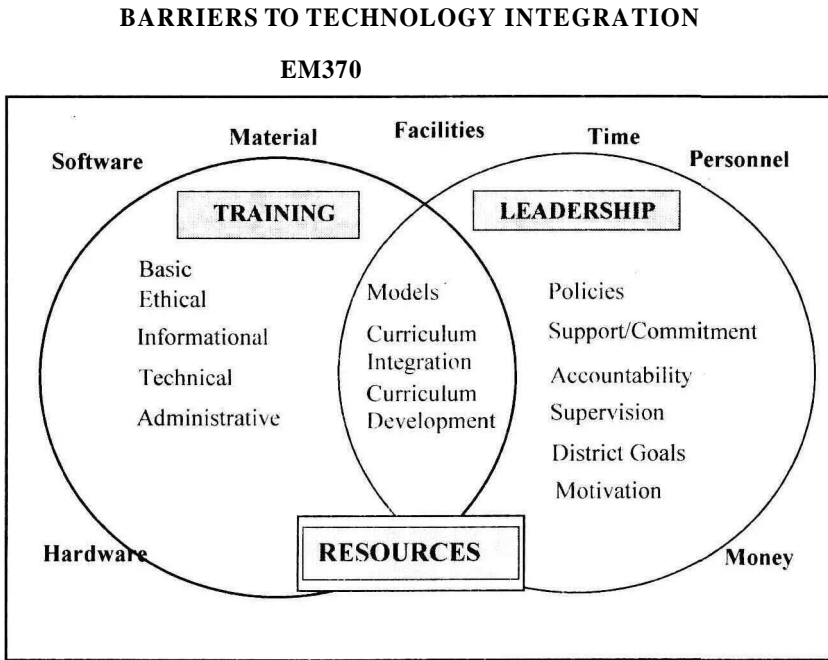 BARRIERS TO TECHNOLOGY INTEGRATION
EM370
Software
Material
Facilities
Time
Personnel
TRAINING
LEADERSHIP
Basic
Ethical
Informational
Technical
Administrative
Models
Curriculum
Integration
Curriculum
Development
Policies
Support/Commitment
Accountability
Supervision
District Goals
Motivation
Hardware
RESOURCES
Money